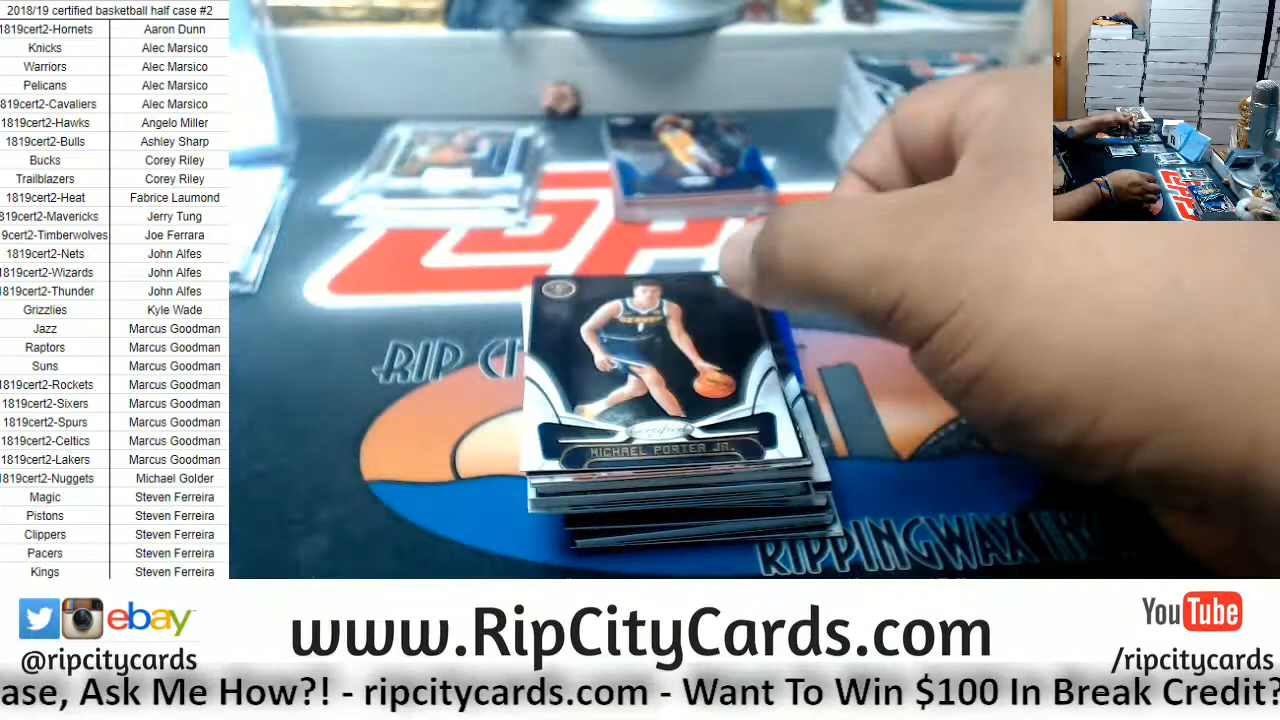 2018/19 certified basketball half case #2
1819cert2-Hornets Aaron Dunn
Knicks Alec Marsico
Warriors Alec Marsico
Pelicans Alec Marsico
1819cert2-Cavaliers Alec Marsico
1819cert2-Hawks Angelo Miller
1819cert2-Bulls Ashley Sharp
Bucks Corey Riley
Trailblazers Corey Riley
1819cert2-Heat Fabrice Laumond
819cert2-Mavericks Jerry Tung
9cert2-Timberwolves Joe Ferrara
1819cert2-Nets John Alfes
1819cert2-Wizards John Alfes
1819cert2-Thunder John Alfes
Grizzlies Kyle Wade
Jazz Marcus Goodman
Raptors Marcus Goodman
Suns Marcus Goodman
1819cert2-Rockets Marcus Goodman
1819cert2-Sixers Marcus Goodman
1819cert2-Spurs Marcus Goodman
1819cert2-Celtics Marcus Goodman
1819cert2-Lakers Marcus Goodman
1819cert2-Nuggets Michael Golder
Magic Steven Ferreira
Pistons Steven Ferreira
Clippers Steven Ferreira
Pacers Steven Ferreira
Kings Steven Ferreira
RIP CI
DENVER
1
Certified
MICHAEL PORTER JR.
RIPPINGWAX
ebay
@ripcitycards
www.RipCityCards.com
YouTube
/ripcitycards
ase, Ask Me How?! - ripcitycards.com - Want To Win $100 In Break Credit?